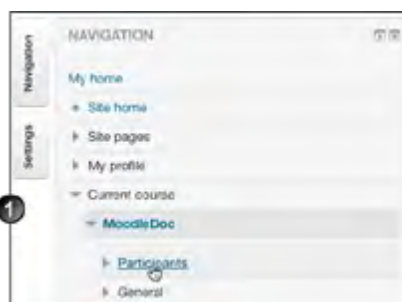 Navigation
Settings
NAVIGATION
My home
Site home
Site pages
My profile
Current course
MoodleDoc
Participants
General
1